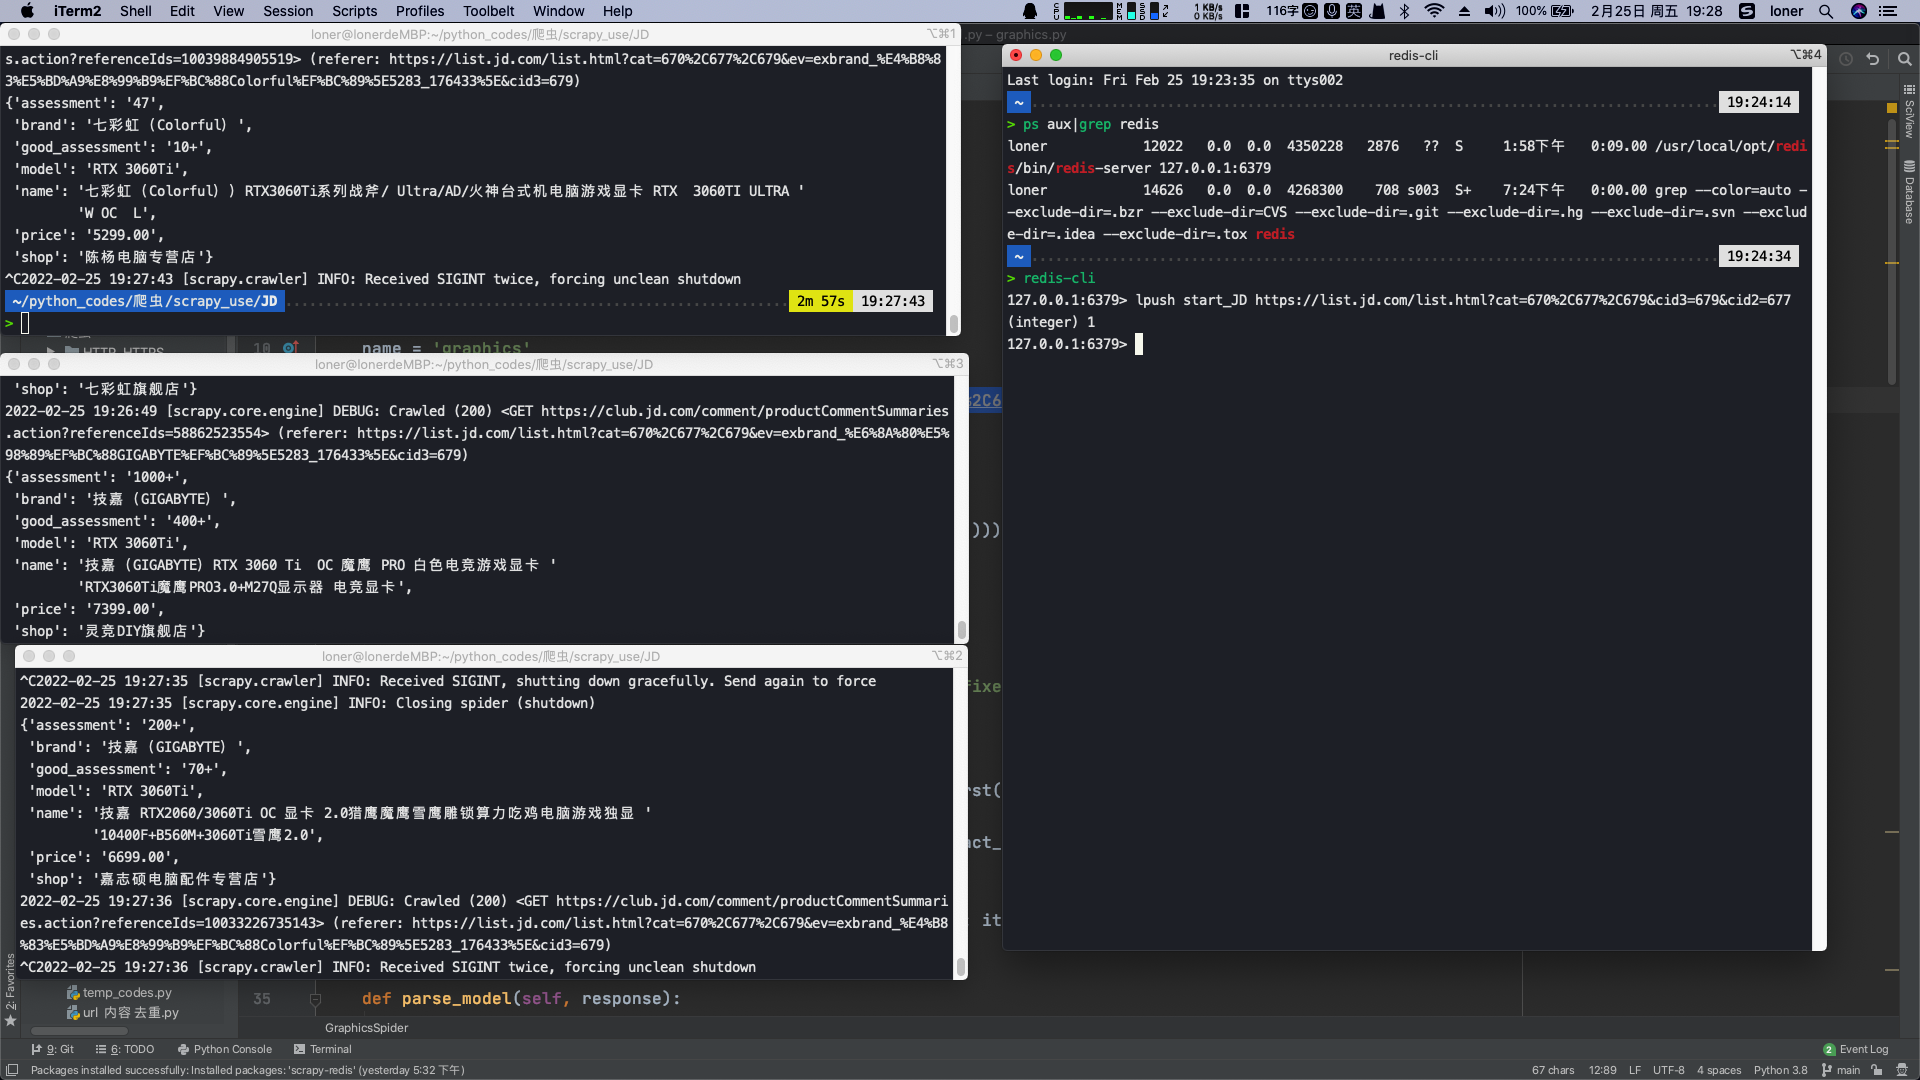 iTerm2 Shell Edit View Session Scripts Profiles Toolbelt Window Help
1 KB/s 0 KB/s 116字 英 100% 2月25日 周五 19:28 loner
.py – graphics.py
loner@lonerdeMBP:~/python_codes/爬虫/scrapy_use/JD ⌥⌘1
s.action?referenceIds=10039884905519> (referer: https://list.jd.com/list.html?cat=670%2C677%2C679&ev=exbrand_%E4%B8%8
3%E5%BD%A9%E8%99%B9%EF%BC%88Colorful%EF%BC%89%5E5283_176433%5E&cid3=679)
{'assessment': '47',
'brand': '七彩虹（Colorful）',
'good_assessment': '10+',
'model': 'RTX 3060Ti',
'name': '七彩虹（Colorful）) RTX3060Ti系列战斧/ Ultra/AD/火神台式机电脑游戏显卡 RTX  3060TI ULTRA '
'W OC  L',
'price': '5299.00',
'shop': '陈杨电脑专营店'}
^C2022-02-25 19:27:43 [scrapy.crawler] INFO: Received SIGINT twice, forcing unclean shutdown
~/python_codes/爬虫/scrapy_use/JD 2m 57s 19:27:43
>
HTTP HTTPS
10 name = 'graphics'
loner@lonerdeMBP:~/python_codes/爬虫/scrapy_use/JD ⌥⌘3
'shop': '七彩虹旗舰店'}
2022-02-25 19:26:49 [scrapy.core.engine] DEBUG: Crawled (200) <GET https://club.jd.com/comment/productCommentSummaries
.action?referenceIds=58862523554> (referer: https://list.jd.com/list.html?cat=670%2C677%2C679&ev=exbrand_%E6%8A%80%E5%
98%89%EF%BC%88GIGABYTE%EF%BC%89%5E5283_176433%5E&cid3=679)
{'assessment': '1000+',
'brand': '技嘉（GIGABYTE）',
'good_assessment': '400+',
'model': 'RTX 3060Ti',
'name': '技嘉（GIGABYTE）RTX 3060 Ti  OC 魔鹰 PRO 白色电竞游戏显卡 '
'RTX3060Ti魔鹰PRO3.0+M27Q显示器 电竞显卡',
'price': '7399.00',
'shop': '灵竞DIY旗舰店'}
loner@lonerdeMBP:~/python_codes/爬虫/scrapy_use/JD ⌥⌘2
^C2022-02-25 19:27:35 [scrapy.crawler] INFO: Received SIGINT, shutting down gracefully. Send again to force
2022-02-25 19:27:35 [scrapy.core.engine] INFO: Closing spider (shutdown)
{'assessment': '200+',
'brand': '技嘉（GIGABYTE）',
'good_assessment': '70+',
'model': 'RTX 3060Ti',
'name': '技嘉 RTX2060/3060Ti OC 显卡 2.0猎鹰魔鹰雪鹰雕锁算力吃鸡电脑游戏独显 '
'10400F+B560M+3060Ti雪鹰2.0',
'price': '6699.00',
'shop': '嘉志硕电脑配件专营店'}
2022-02-25 19:27:36 [scrapy.core.engine] DEBUG: Crawled (200) <GET https://club.jd.com/comment/productCommentSummari
es.action?referenceIds=10033226735143> (referer: https://list.jd.com/list.html?cat=670%2C677%2C679&ev=exbrand_%E4%B8
%83%E5%BD%A9%E8%99%B9%EF%BC%88Colorful%EF%BC%89%5E5283_176433%5E&cid3=679)
^C2022-02-25 19:27:36 [scrapy.crawler] INFO: Received SIGINT twice, forcing unclean shutdown
redis-cli ⌥⌘4
Last login: Fri Feb 25 19:23:35 on ttys002
~ 19:24:14
> ps aux|grep redis
loner 12022 0.0 0.0 4350228 2876 ?? S 1:58下午 0:09.00 /usr/local/opt/redi
s/bin/redis-server 127.0.0.1:6379
loner 14626 0.0 0.0 4268300 708 s003 S+ 7:24下午 0:00.00 grep --color=auto -
-exclude-dir=.bzr --exclude-dir=CVS --exclude-dir=.git --exclude-dir=.hg --exclude-dir=.svn --exclud
e-dir=.idea --exclude-dir=.tox redis
~ 19:24:34
> redis-cli
127.0.0.1:6379> lpush start_JD https://list.jd.com/list.html?cat=670%2C677%2C679&cid3=679&cid2=677
(integer) 1
127.0.0.1:6379>
%2C6
)))
fixe
rst(
act_
it
SciView
Database
2: Favorites
temp_codes.py
url 内容去重.py
35 def parse_model(self, response):
GraphicsSpider
9: Git 6: TODO Python Console Terminal 2 Event Log
Packages installed successfully: Installed packages: 'scrapy-redis' (yesterday 5:32 下午) 67 chars 12:89 LF UTF-8 4 spaces Python 3.8 main